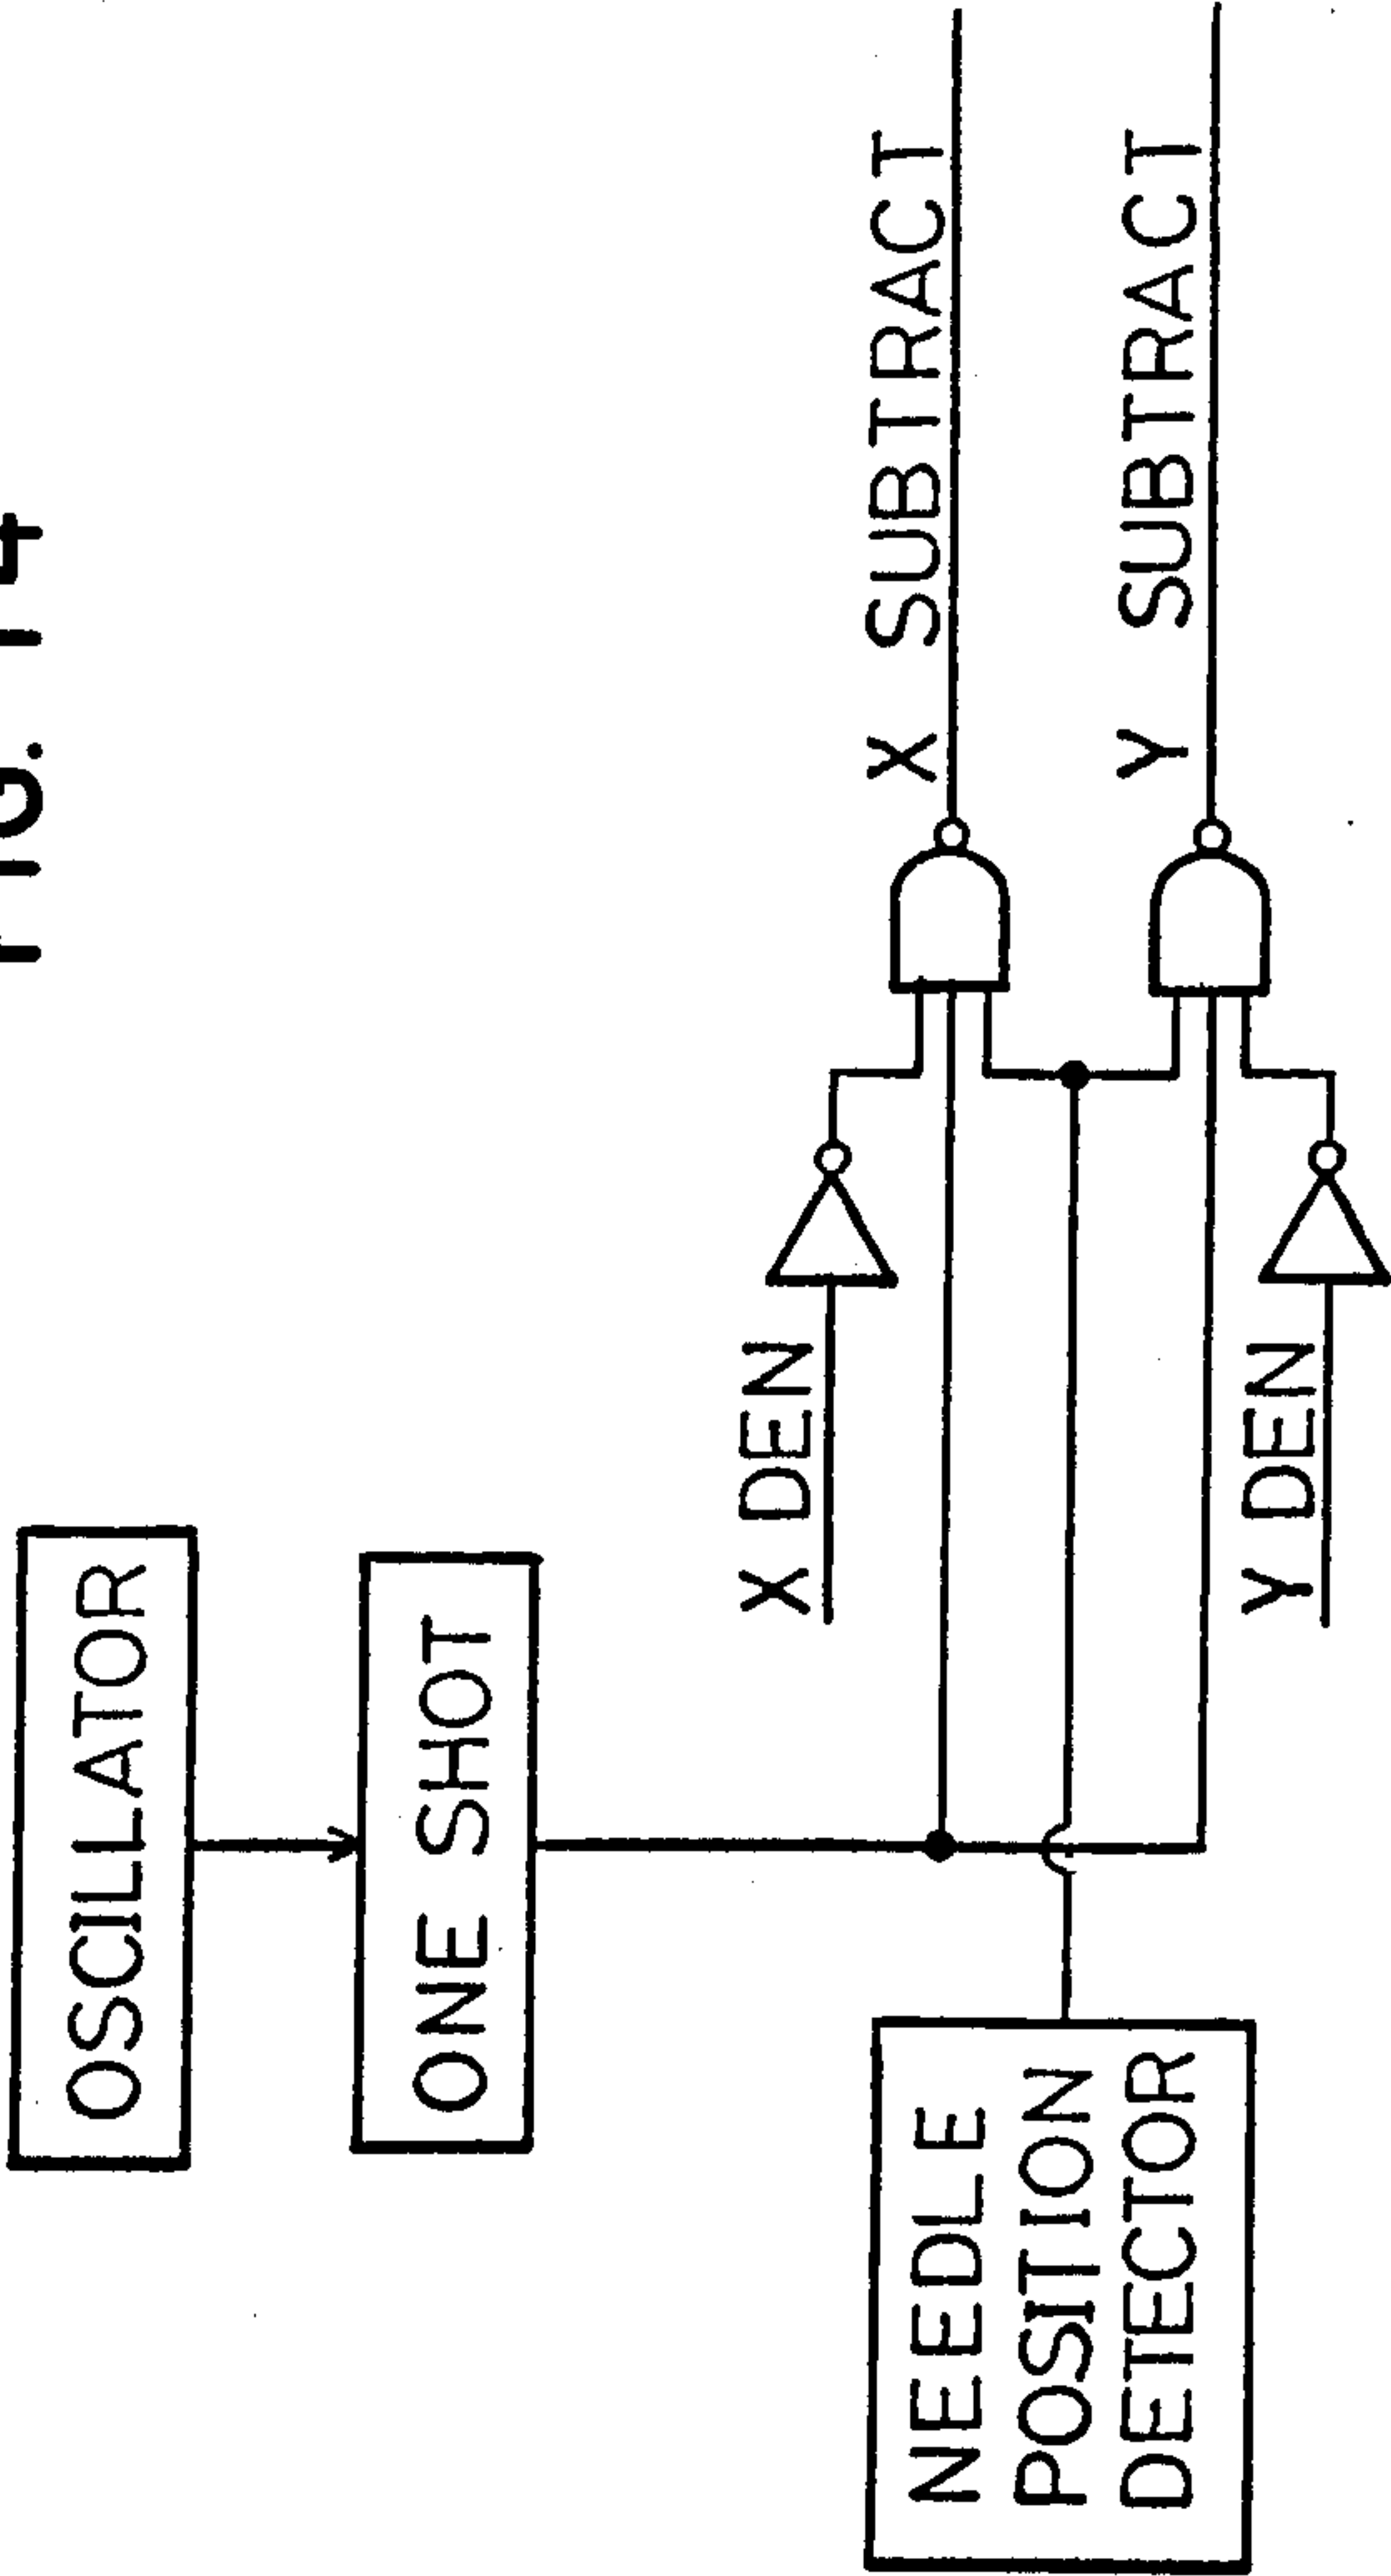 FIG. 14
OSCILLATOR
ONE SHOT
X DEN
X SUBTRACT
NEEDLE
POSITION
DETECTOR
Y DEN
Y SUBTRACT